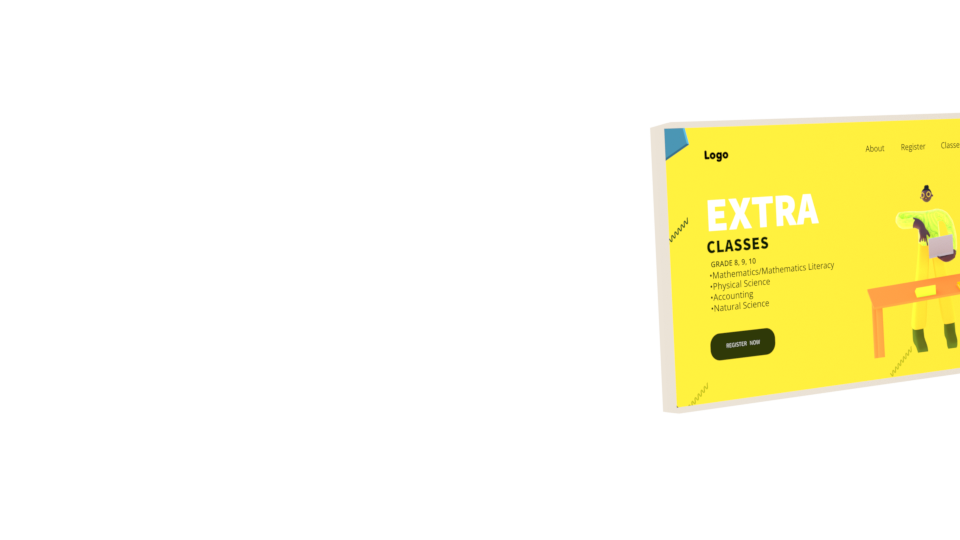 Logo
About Register Classe
EXTRA
CLASSES
GRADE 8, 9, 10
•Mathematics/Mathematics Literacy
•Physical Science
•Accounting
•Natural Science
REGISTER NOW